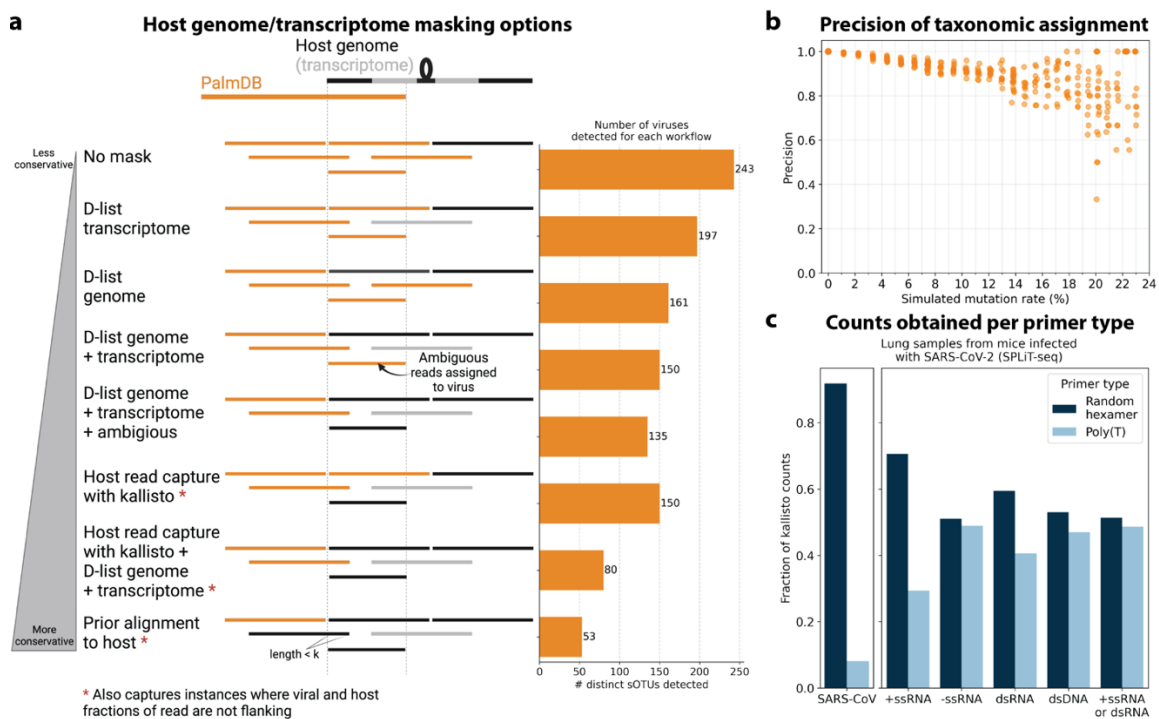 a
Host genome/transcriptome masking options
Host genome
(transcriptome)
PalmDB
Less
conservative
More
conservative
No mask
D-list
transcriptome
D-list
genome
D-list genome
+ transcriptome
Ambiguous
reads assigned
to virus
D-list genome
+ transcriptome
+ ambigious
Host read capture
with kallisto *
Host read capture
with kallisto +
D-list genome
+ transcriptome *
Prior alignment
to host *
length < k
* Also captures instances where viral and host
fractions of read are not flanking
Number of viruses
detected for each workflow
243
197
161
150
135
150
80
53
0 50 100 150 200 250
# distinct sOTUs detected
b
Precision of taxonomic assignment
Precision
1.0
0.8
0.6
0.4
0.2
0.0
0 2 4 6 8 10 12 14 16 18 20 22 24
Simulated mutation rate (%)
c
Counts obtained per primer type
Lung samples from mice infected
with SARS-CoV-2 (SPLiT-seq)
Primer type
Random
hexamer
Poly(T)
Fraction of kallisto counts
0.8
0.6
0.4
0.2
0.0
SARS-CoV +ssRNA -ssRNA dsRNA dsDNA +ssRNA
or dsRNA